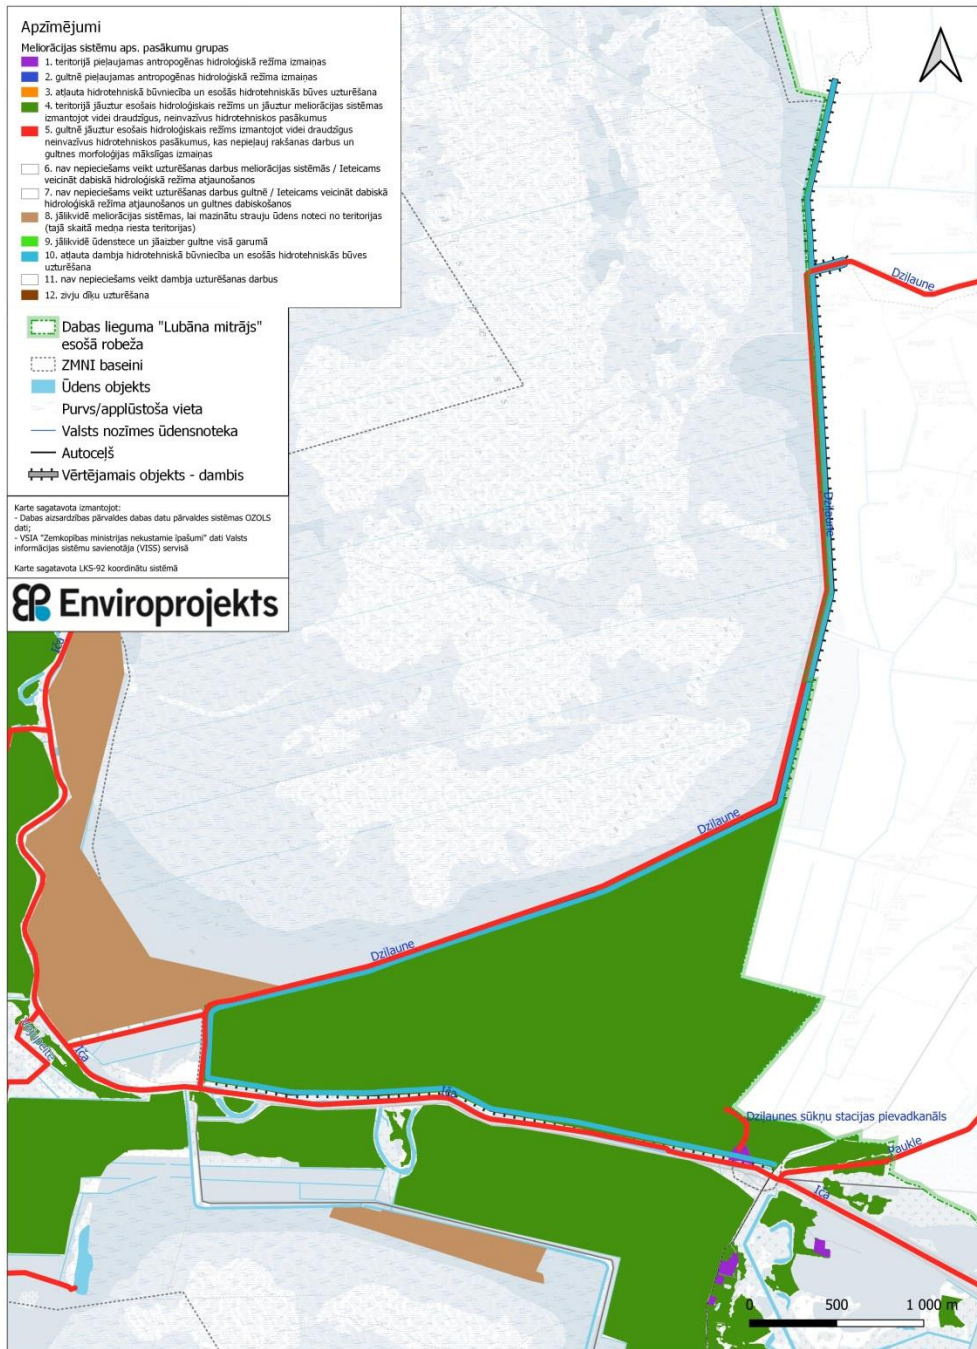 Apzīmējumi
Meliorācijas sistēmu aps. pasākumu grupas
1. teritorijā pieļaujamas antropogēnas hidroloģiskā režīma izmaiņas
2. gultnē pieļaujamas antropogēnas hidroloģiskā režīma izmaiņas
3. atļauta hidrotehniskā būvniecība un esošās hidrotehniskās būves uzturēšana
4. teritorijā jāuztur esošais hidroloģiskais režīms un jāuztur meliorācijas sistēmas
izmantojot videi draudzīgus, neinvazīvus hidrotehniskos pasākumus
5. gultnē jāuztur esošais hidroloģiskais režīms izmantojot videi draudzīgus
neinvazīvus hidrotehniskos pasākumus, kas nepieļauj rakšanas darbus un
gultnes morfoloģijas mākslīgas izmaiņas
6. nav nepieciešams veikt uzturēšanas darbus meliorācijas sistēmās / Ieteicams
veicināt dabiskā hidroloģiskā režīma atjaunošanos
7. nav nepieciešams veikt uzturēšanas darbus gultnē / Ieteicams veicināt dabiskā
hidroloģiskā režīma atjaunošanos un gultnes dabiskošanos
8. jālikvidē meliorācijas sistēmas, lai mazinātu strauju ūdens noteci no teritorijas
(tajā skaitā medņa riesta teritorijas)
9. jālikvidē ūdenstece un jāaizber gultne visā garumā
10. atļauta dambja hidrotehniskā būvniecība un esošās hidrotehniskās būves
uzturēšana
11. nav nepieciešams veikt dambja uzturēšanas darbus
12. zivju dīķu uzturēšana
Dabas lieguma "Lubāna mitrājs"
esošā robeža
ZMNI baseini
Ūdens objekts
Purvs/applūstoša vieta
Valsts nozīmes ūdensnoteka
Autoceļš
Vērtējamais objekts - dambis
Karte sagatavota izmantojot:
- Dabas aizsardzības pārvaldes dabas datu pārvaldes sistēmas OZOLS
dati;
- VSIA "Zemkopības ministrijas nekustamie īpašumi" dati Valsts
informācijas sistēmu savienotāja (VISS) servisā
Karte sagatavota LKS-92 koordinātu sistēmā
Enviroprojekts
Dzilaune
Dzilaune
Iča
Dzilaune
Dzilaune
Iča
Iča
Dziļaunes sūkņu stacijas pievadkanāls
Paukle
Iča
0 500 1 000 m